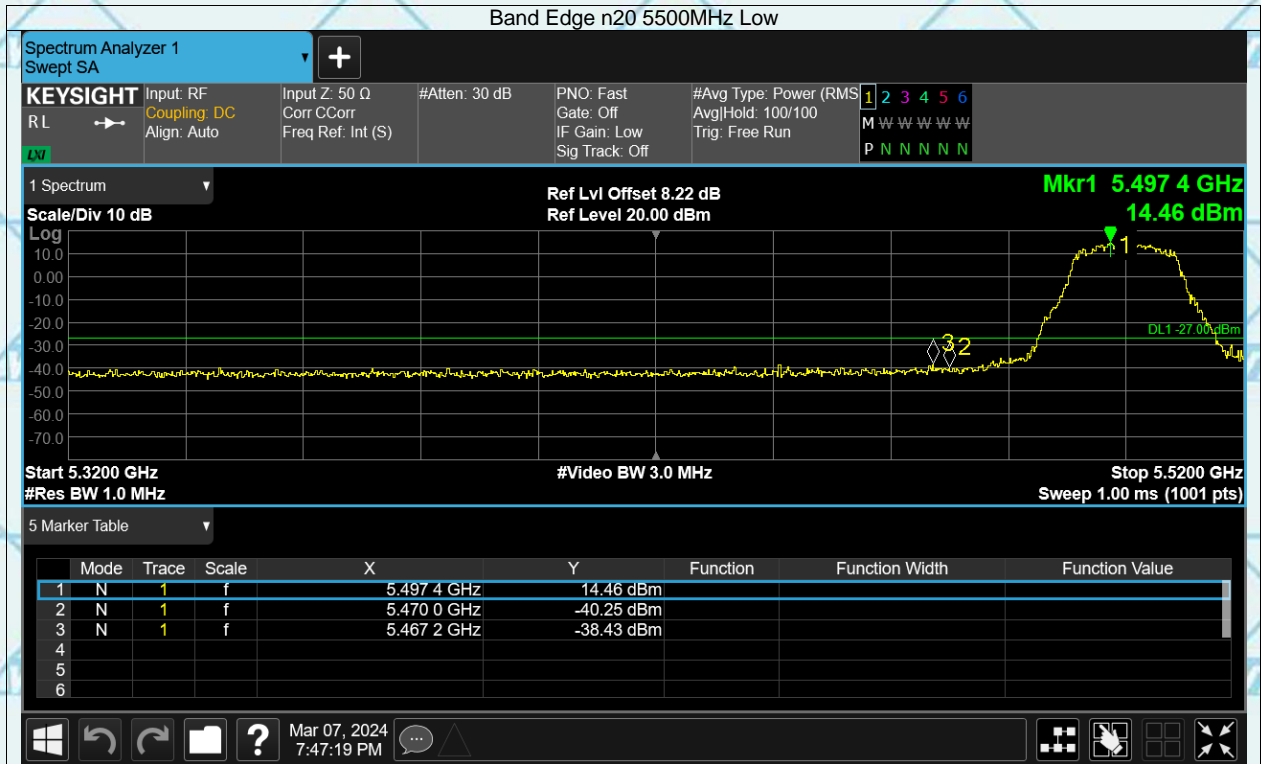 Band Edge n20 5500MHz Low
Spectrum Analyzer 1
Swept SA
KEYSIGHT
RL
LXI
Input: RF
Coupling: DC
Align: Auto
Input Z: 50 Ω
Corr CCorr
Freq Ref: Int (S)
#Atten: 30 dB
PNO: Fast
Gate: Off
IF Gain: Low
Sig Track: Off
#Avg Type: Power (RMS
Avg|Hold: 100/100
Trig: Free Run
1 2 3 4 5 6
M W W W W W
P N N N N N
1 Spectrum
Scale/Div 10 dB
Ref Lvl Offset 8.22 dB
Ref Level 20.00 dBm
Mkr1 5.497 4 GHz
14.46 dBm
Log
10.0
0.00
-10.0
-20.0
-30.0
-40.0
-50.0
-60.0
-70.0
1
DL1 -27.00 dBm
3 2
Start 5.3200 GHz
#Res BW 1.0 MHz
#Video BW 3.0 MHz
Stop 5.5200 GHz
Sweep 1.00 ms (1001 pts)
5 Marker Table
Mode Trace Scale X Y Function Function Width Function Value
1 N 1 f 5.497 4 GHz 14.46 dBm
2 N 1 f 5.470 0 GHz -40.25 dBm
3 N 1 f 5.467 2 GHz -38.43 dBm
4
5
6
?
Mar 07, 2024
7:47:19 PM